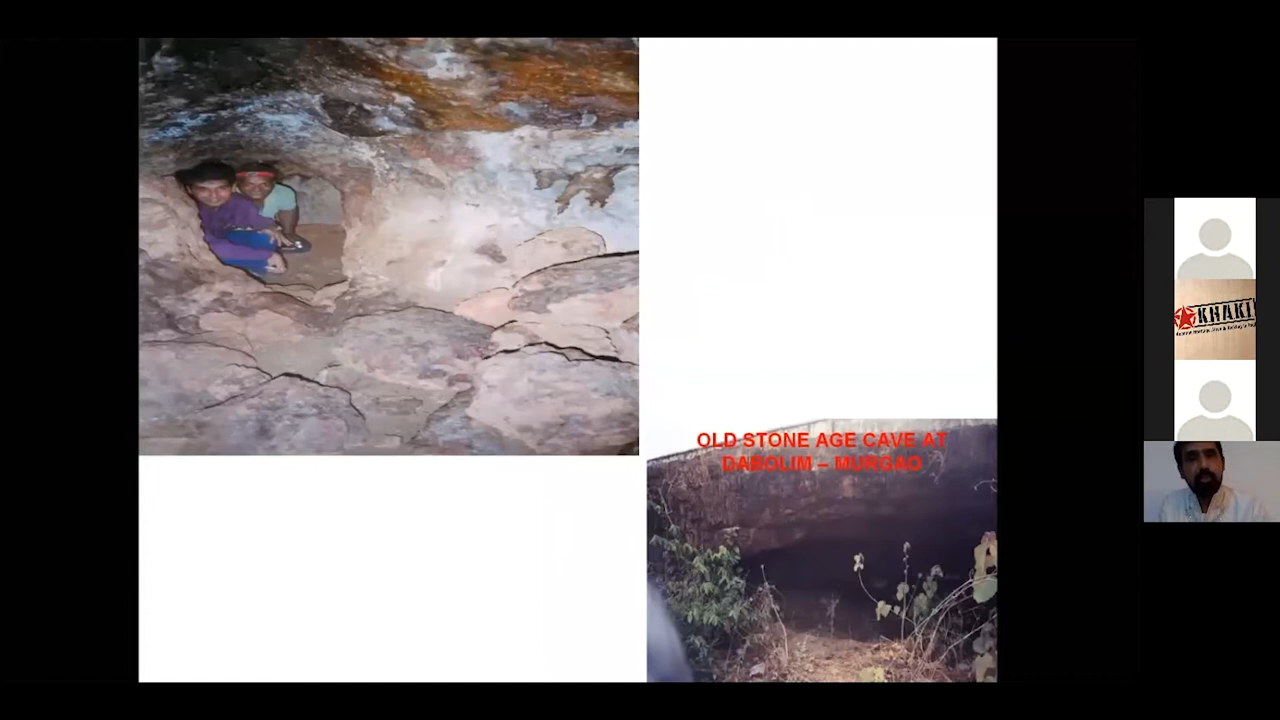 OLD STONE AGE CAVE AT
DABOLIM – MURGAO
KHAKI